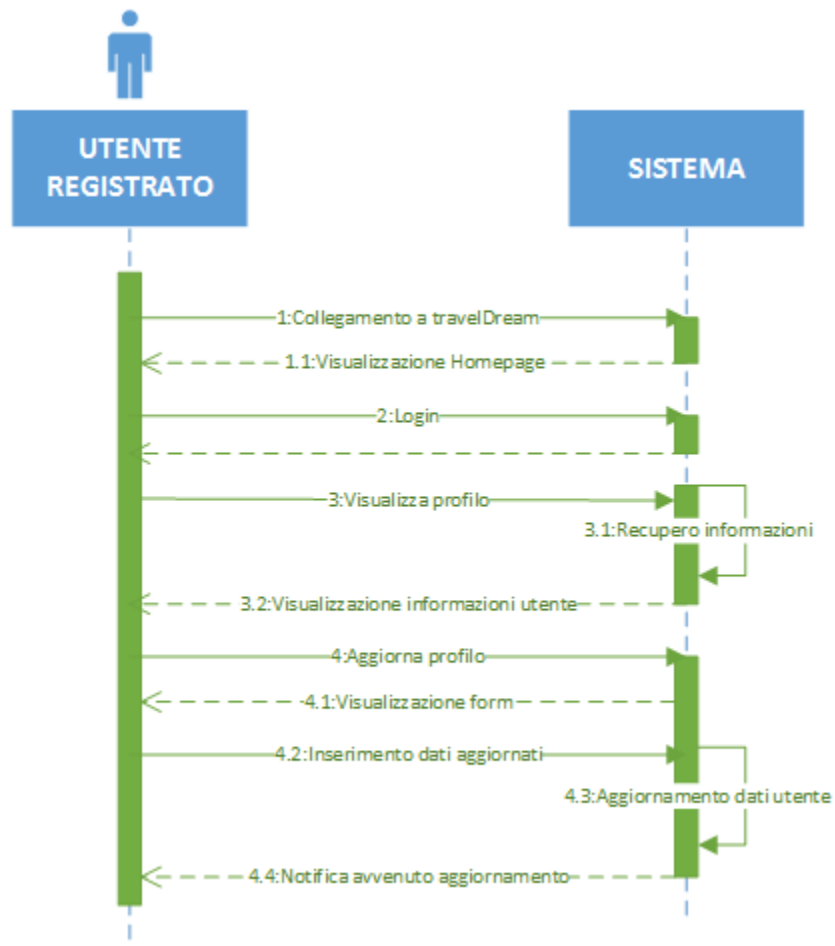 UTENTE
REGISTRATO
SISTEMA
1:Collegamento a travelDream
1.1:Visualizzazione Homepage
2:Login
3:Visualizza profilo
3.1:Recupero informazioni
3.2:Visualizzazione informazioni utente
4:Aggiorna profilo
4.1:Visualizzazione form
4.2:Inserimento dati aggiornati
4.3:Aggiornamento dati utente
4.4:Notifica avvenuto aggiornamento